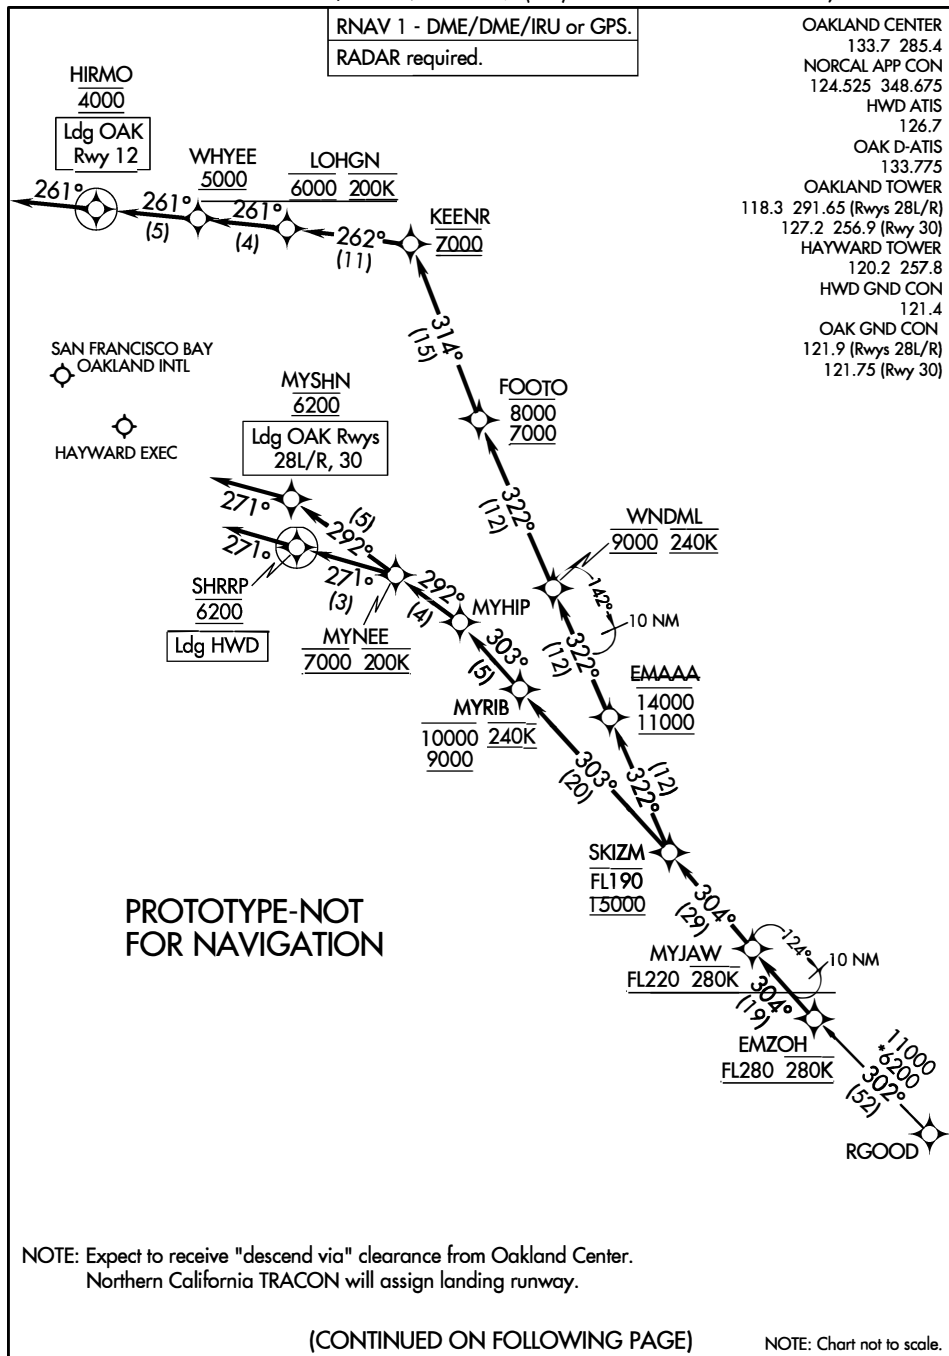 RNAV 1 - DME/DME/IRU or GPS.
RADAR required.
OAKLAND CENTER
133.7 285.4
NORCAL APP CON
124.525 348.675
HWD ATIS
126.7
OAK D-ATIS
133.775
OAKLAND TOWER
118.3 291.65 (Rwys 28L/R)
127.2 256.9 (Rwy 30)
HAYWARD TOWER
120.2 257.8
HWD GND CON
121.4
OAK GND CON
121.9 (Rwys 28L/R)
121.75 (Rwy 30)
HIRMO
4000
Ldg OAK
Rwy 12
WHYEE
5000
LOHGN
6000 200K
KEENR
7000
261°
261°
(5)
261°
(4)
262°
(11)
314°
(15)
SAN FRANCISCO BAY
OAKLAND INTL
HAYWARD EXEC
MYSHN
6200
Ldg OAK Rwys
28L/R, 30
FOOTO
8000
7000
322°
(12)
WNDML
9000 240K
142°
10 NM
271°
(5)
292°
271°
SHRRP
6200
Ldg HWD
271°
(3)
MYNEE
7000 200K
292°
(4)
MYHIP
303°
(5)
322°
(12)
EMAAA
14000
11000
MYRIB
10000 240K
9000
303°
(20)
(12)
322°
SKIZM
FL190
15000
PROTOTYPE-NOT
FOR NAVIGATION
304°
(29)
MYJAW
FL220 280K
124°
10 NM
304°
(19)
EMZOH
FL280 280K
11000
*6200
302°
(52)
RGOOD
NOTE: Expect to receive "descend via" clearance from Oakland Center.
Northern California TRACON will assign landing runway.
(CONTINUED ON FOLLOWING PAGE)
NOTE: Chart not to scale.